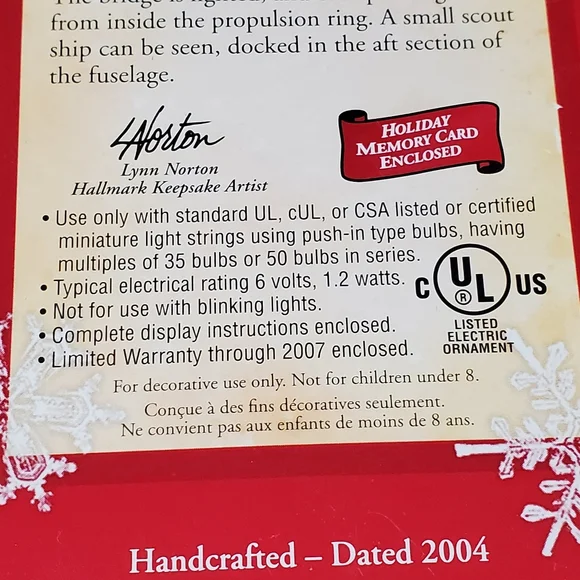 from inside the propulsion ring. A small scout
ship can be seen, docked in the aft section of
the fuselage.
LNorton
Lynn Norton
Hallmark Keepsake Artist
HOLIDAY
MEMORY CARD
ENCLOSED
• Use only with standard UL, cUL, or CSA listed or certified
miniature light strings using push-in type bulbs, having
multiples of 35 bulbs or 50 bulbs in series.
• Typical electrical rating 6 volts, 1.2 watts.
• Not for use with blinking lights.
• Complete display instructions enclosed.
• Limited Warranty through 2007 enclosed.
C UL ® US
LISTED
ELECTRIC
ORNAMENT
For decorative use only. Not for children under 8.
Conçue à des fins décoratives seulement.
Ne convient pas aux enfants de moins de 8 ans.
Handcrafted – Dated 2004